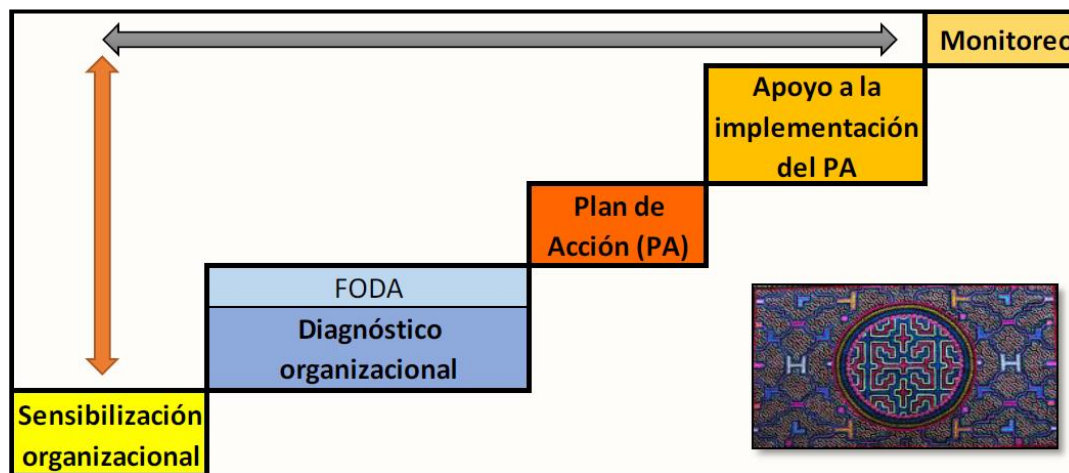 Monitoreo
Apoyo a la
implementación
del PA
Plan de
Acción (PA)
FODA
Diagnóstico
organizacional
Sensibilización
organizacional